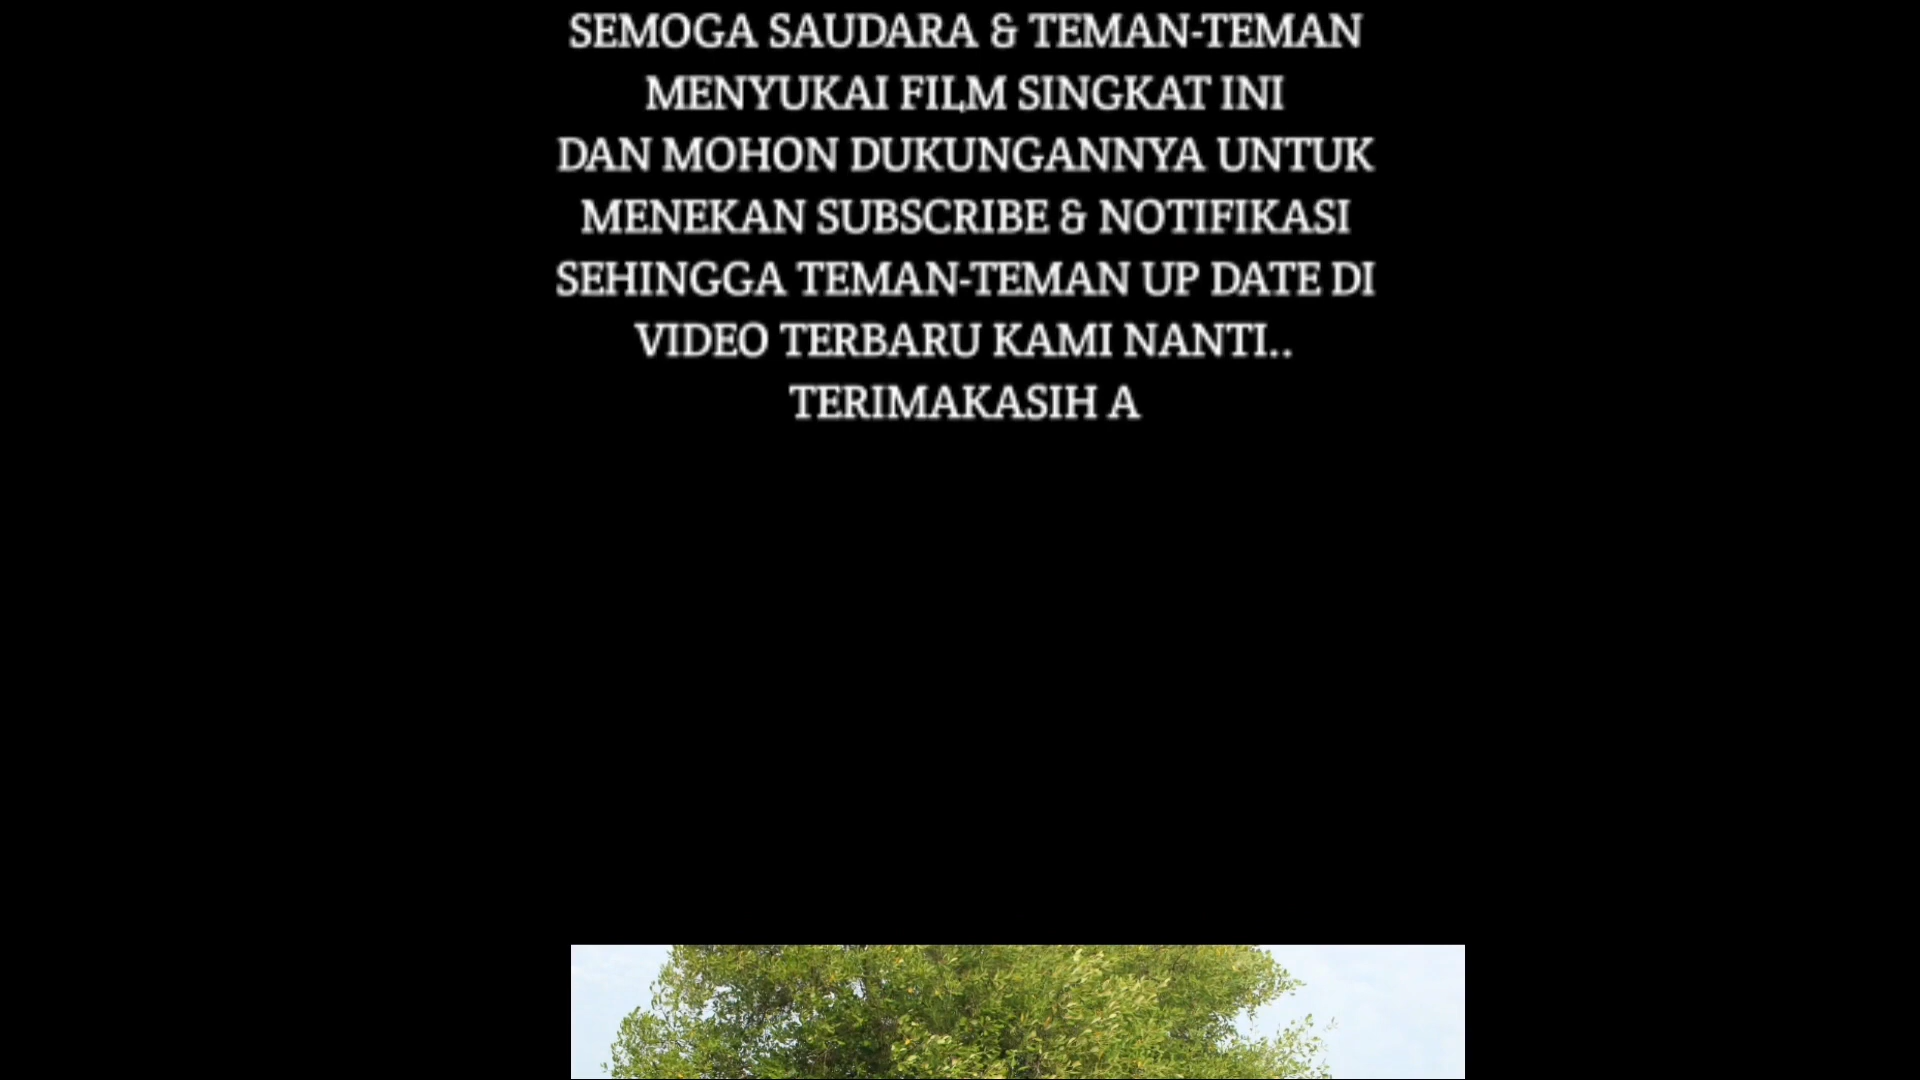 SEMOGA SAUDARA & TEMAN-TEMAN
MENYUKAI FILM SINGKAT INI
DAN MOHON DUKUNGANNYA UNTUK
MENEKAN SUBSCRIBE & NOTIFIKASI
SEHINGGA TEMAN-TEMAN UP DATE DI
VIDEO TERBARU KAMI NANTI..
TERIMAKASIH A